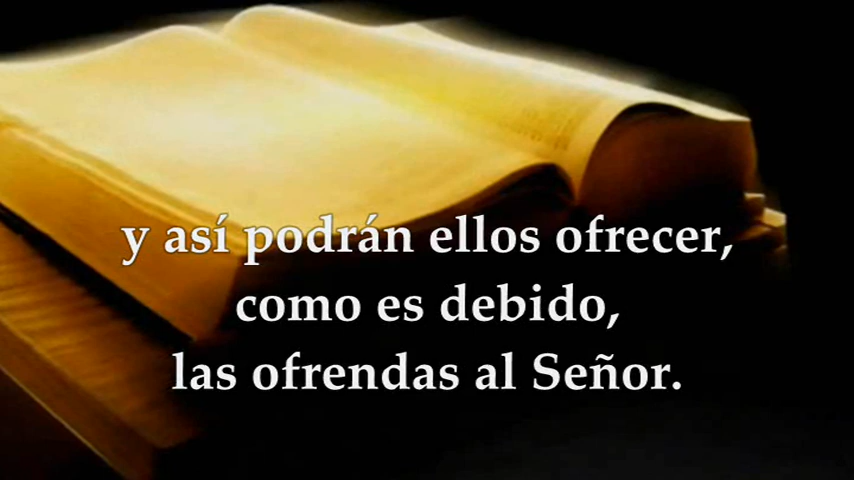 y así podrán ellos ofrecer,
como es debido,
las ofrendas al Señor.